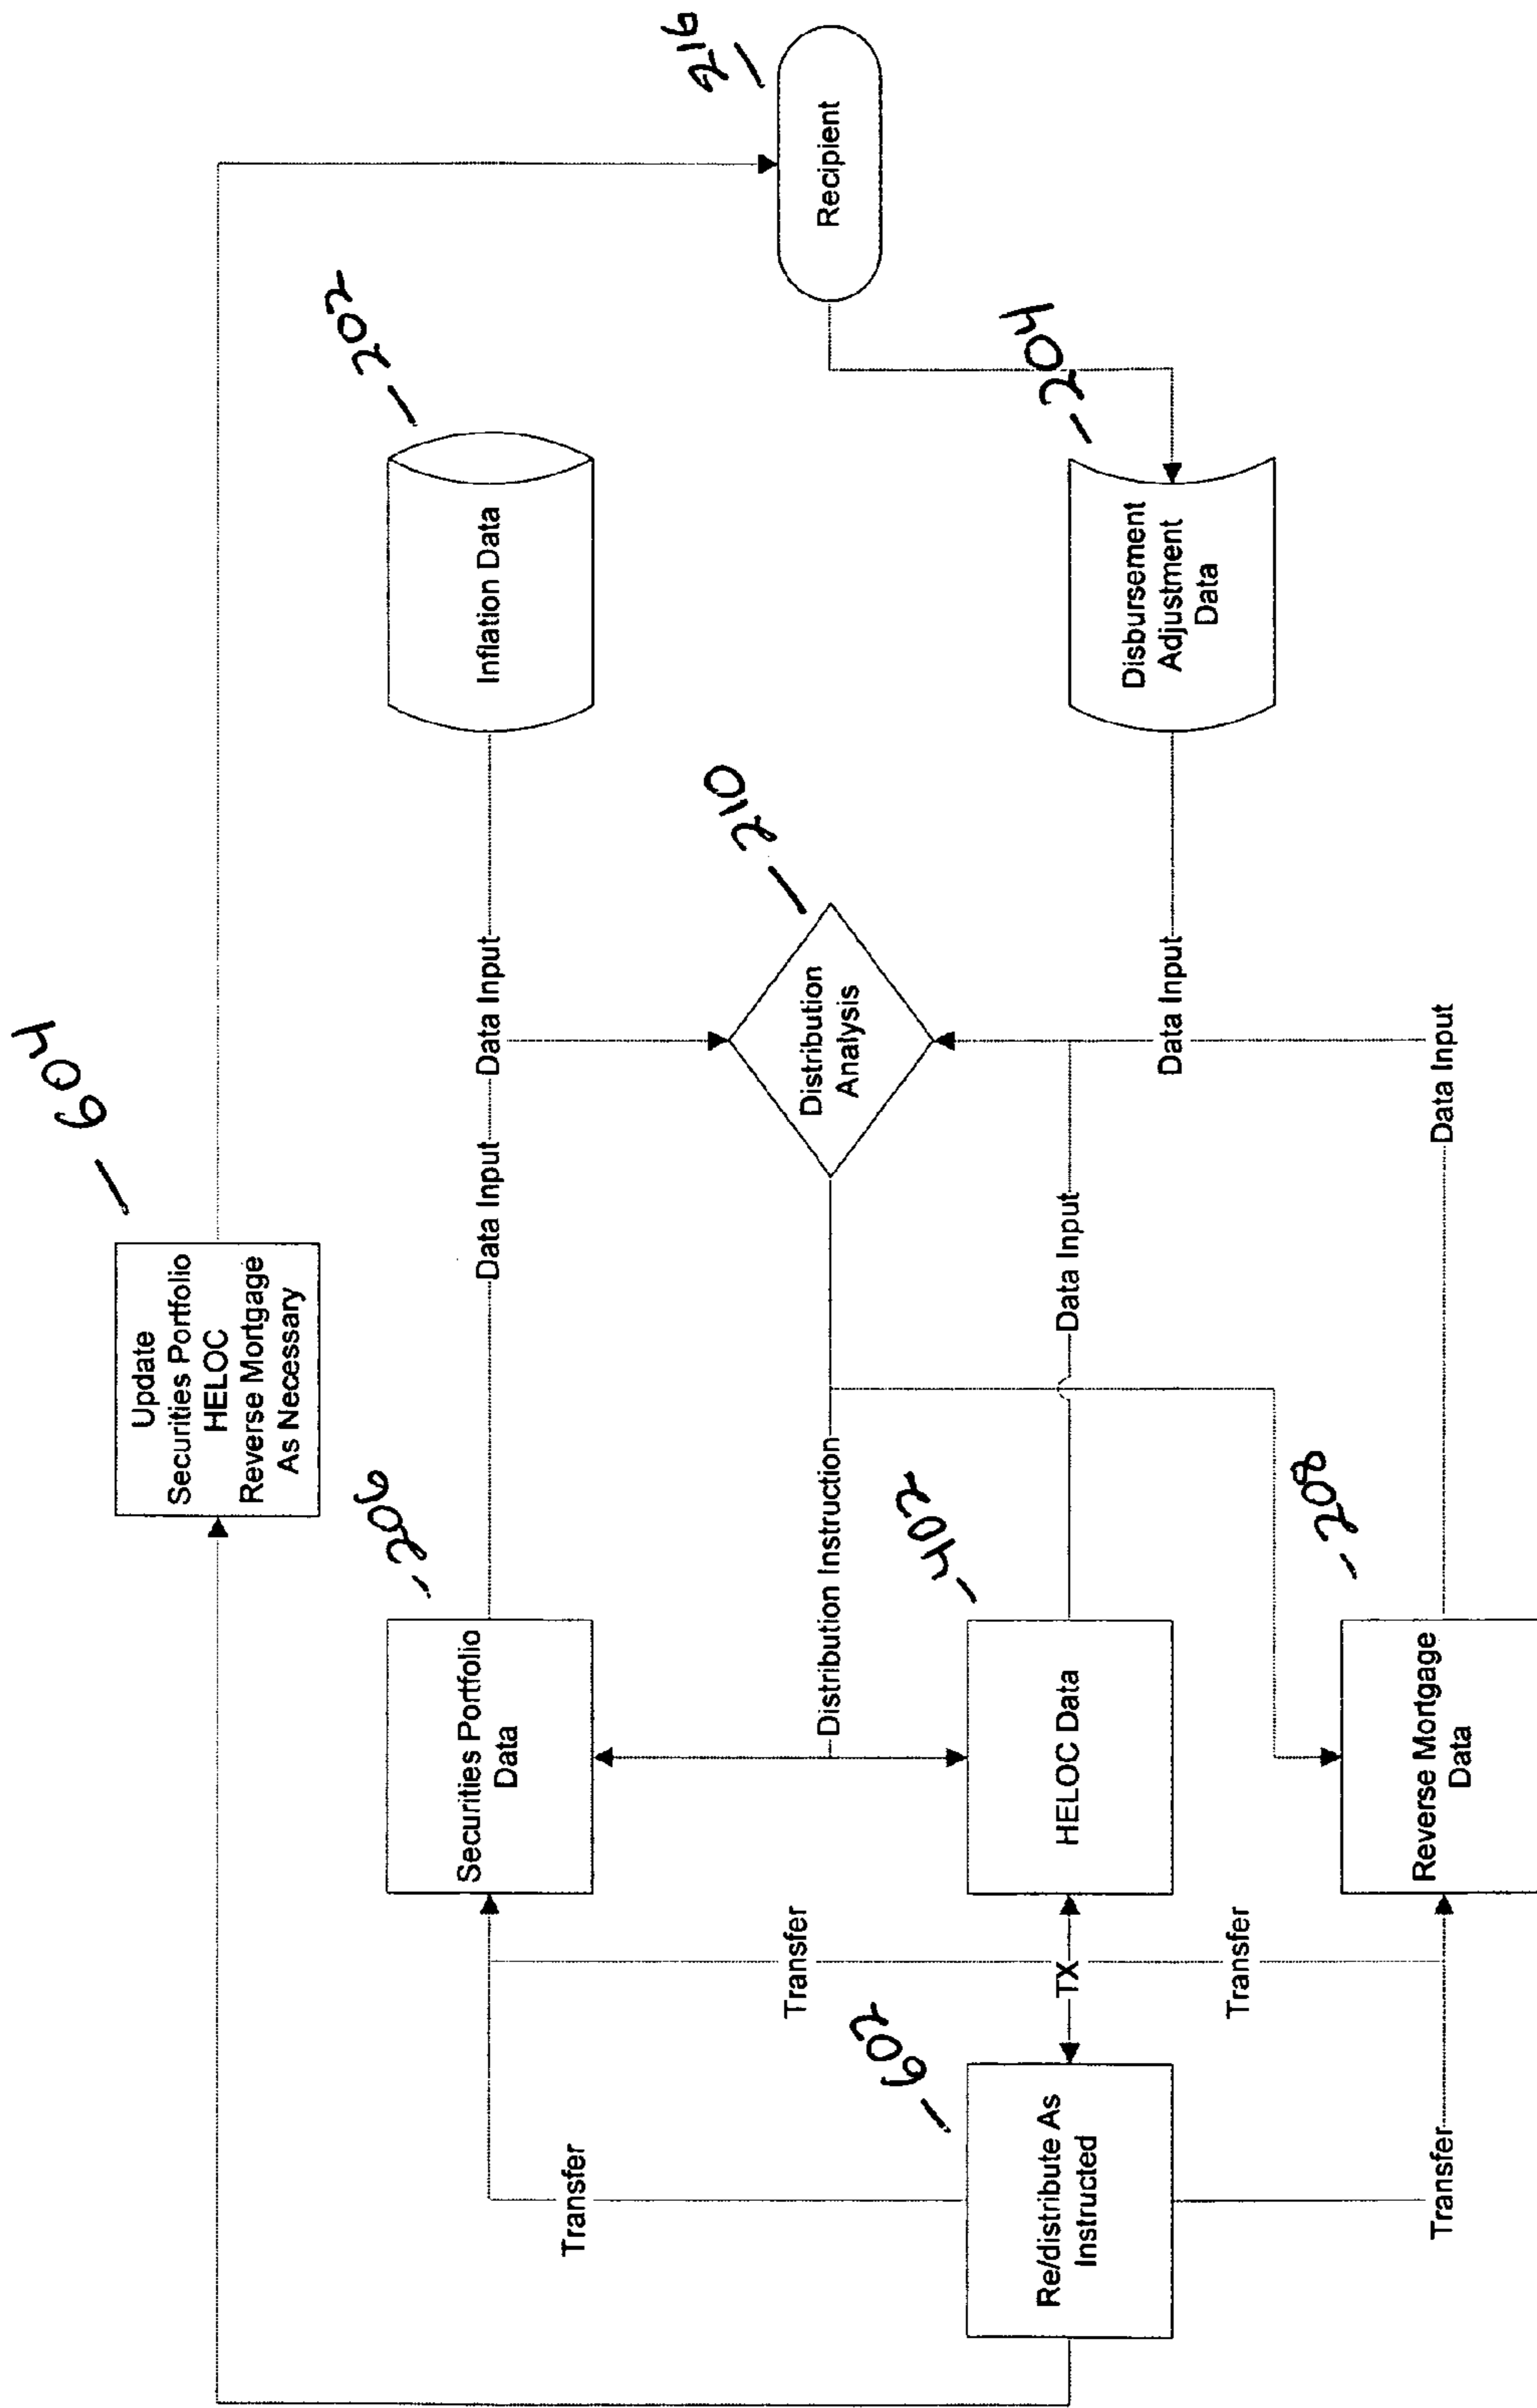 604
Update
Securities Portfolio
HELOC
Reverse Mortgage
As Necessary
216
Recipient
202
Inflation Data
206
Securities Portfolio
Data
Data Input
Data Input
Transfer
210
Distribution
Analysis
Distribution Instruction
204
Disbursement
Adjustment
Data
Data Input
402
HELOC Data
Data Input
Transfer
TX
Transfer
602
Re/distribute As
Instructed
208
Reverse Mortgage
Data
Data Input
Transfer